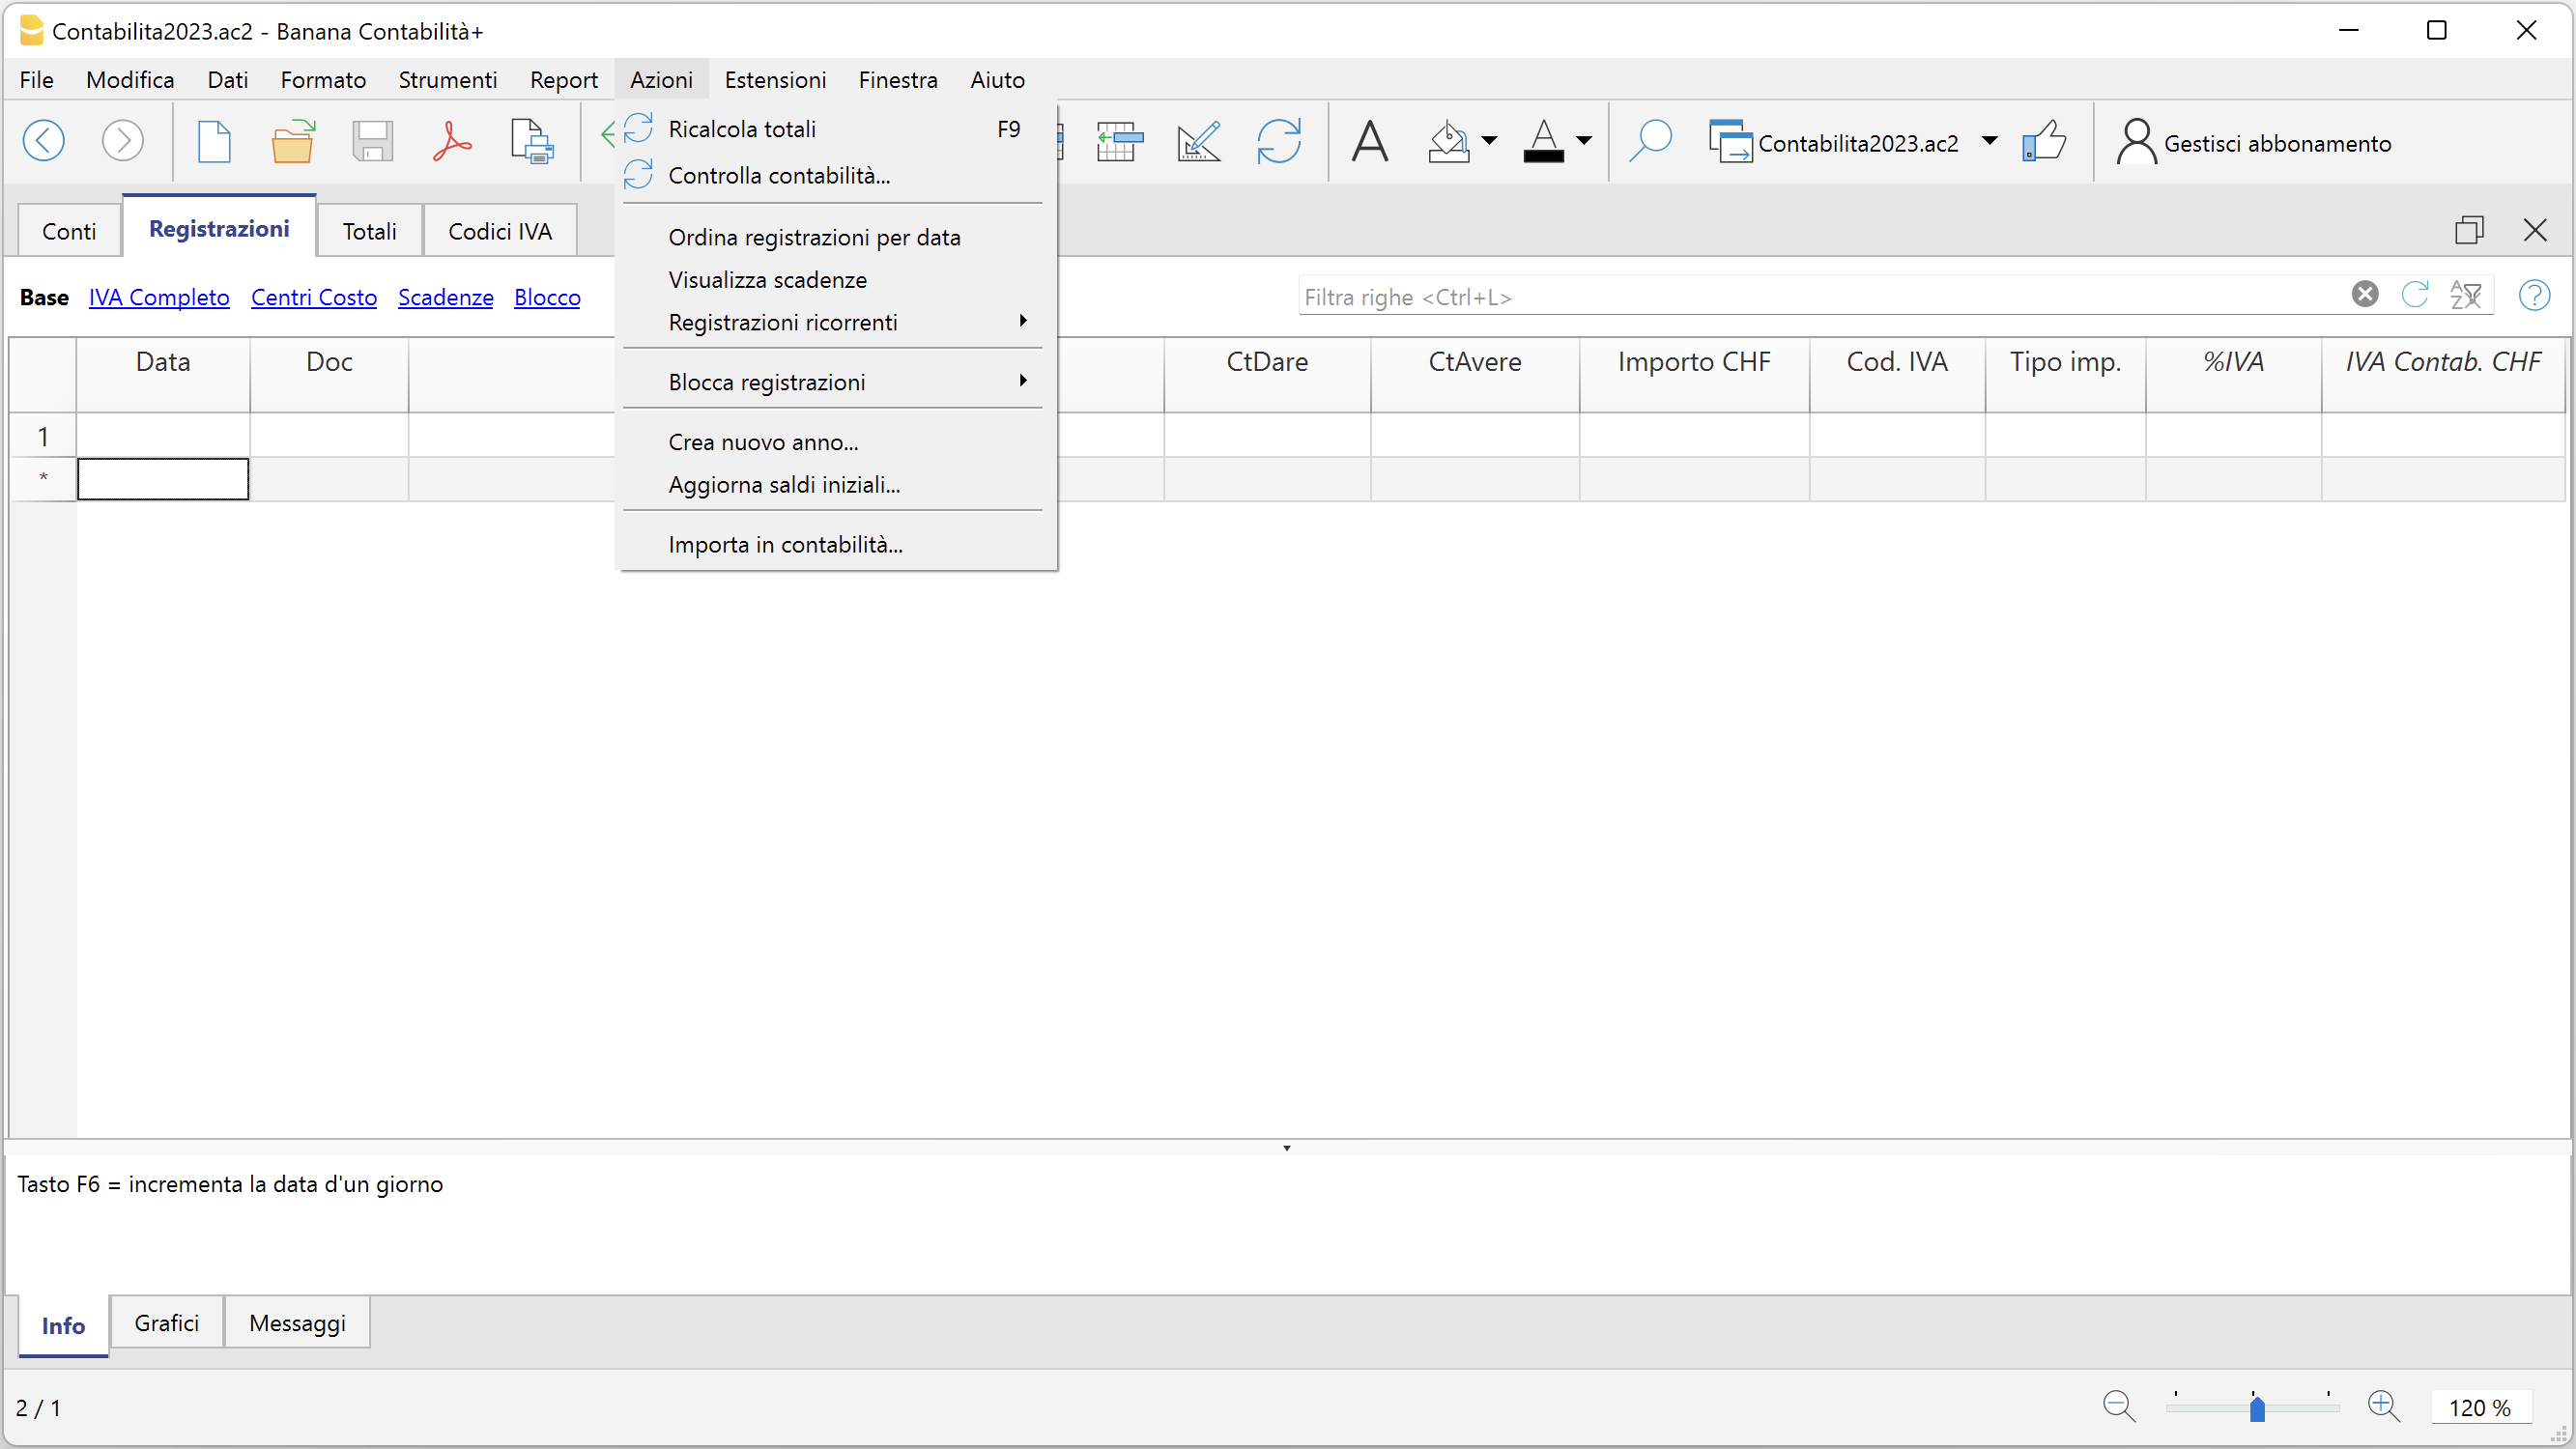 Contabilita2023.ac2 - Banana Contabilità+
File Modifica Dati Formato Strumenti Report Azioni Estensioni Finestra Aiuto
Contabilita2023.ac2 Gestisci abbonamento
Ricalcola totali F9
Controlla contabilità...
Ordina registrazioni per data
Visualizza scadenze
Registrazioni ricorrenti
Blocca registrazioni
Crea nuovo anno...
Aggiorna saldi iniziali...
Importa in contabilità...
Conti Registrazioni Totali Codici IVA
Base IVA Completo Centri Costo Scadenze Blocco Filtra righe <Ctrl+L>
Data Doc CtDare CtAvere Importo CHF Cod. IVA Tipo imp. %IVA IVA Contab. CHF
1
*
Tasto F6 = incrementa la data d'un giorno
Info Grafici Messaggi
2 / 1 120 %